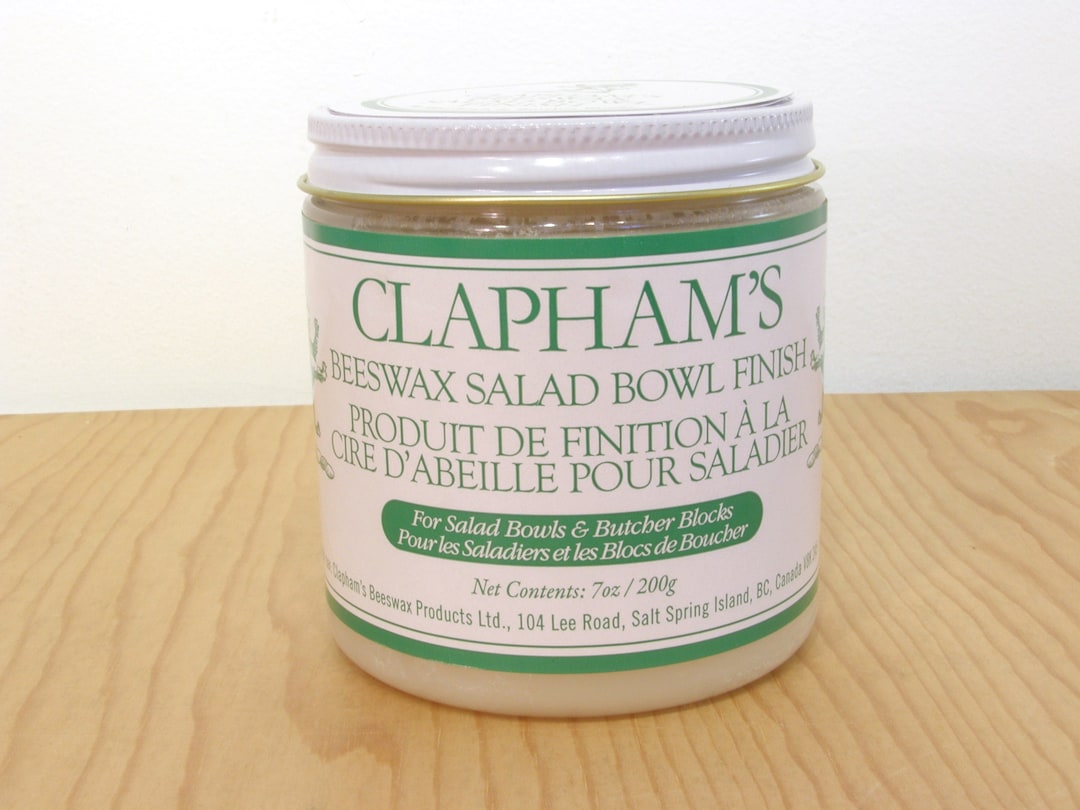 CLAPHAM'S
BEESWAX SALAD BOWL FINISH
PRODUIT DE FINITION À LA
CIRE D'ABEILLE POUR SALADIER
For Salad Bowls & Butcher Blocks
Pour les Saladiers et les Blocs de Boucher
Net Contents: 7oz / 200g
Clapham's Beeswax Products Ltd., 104 Lee Road, Salt Spring Island, BC, Canada